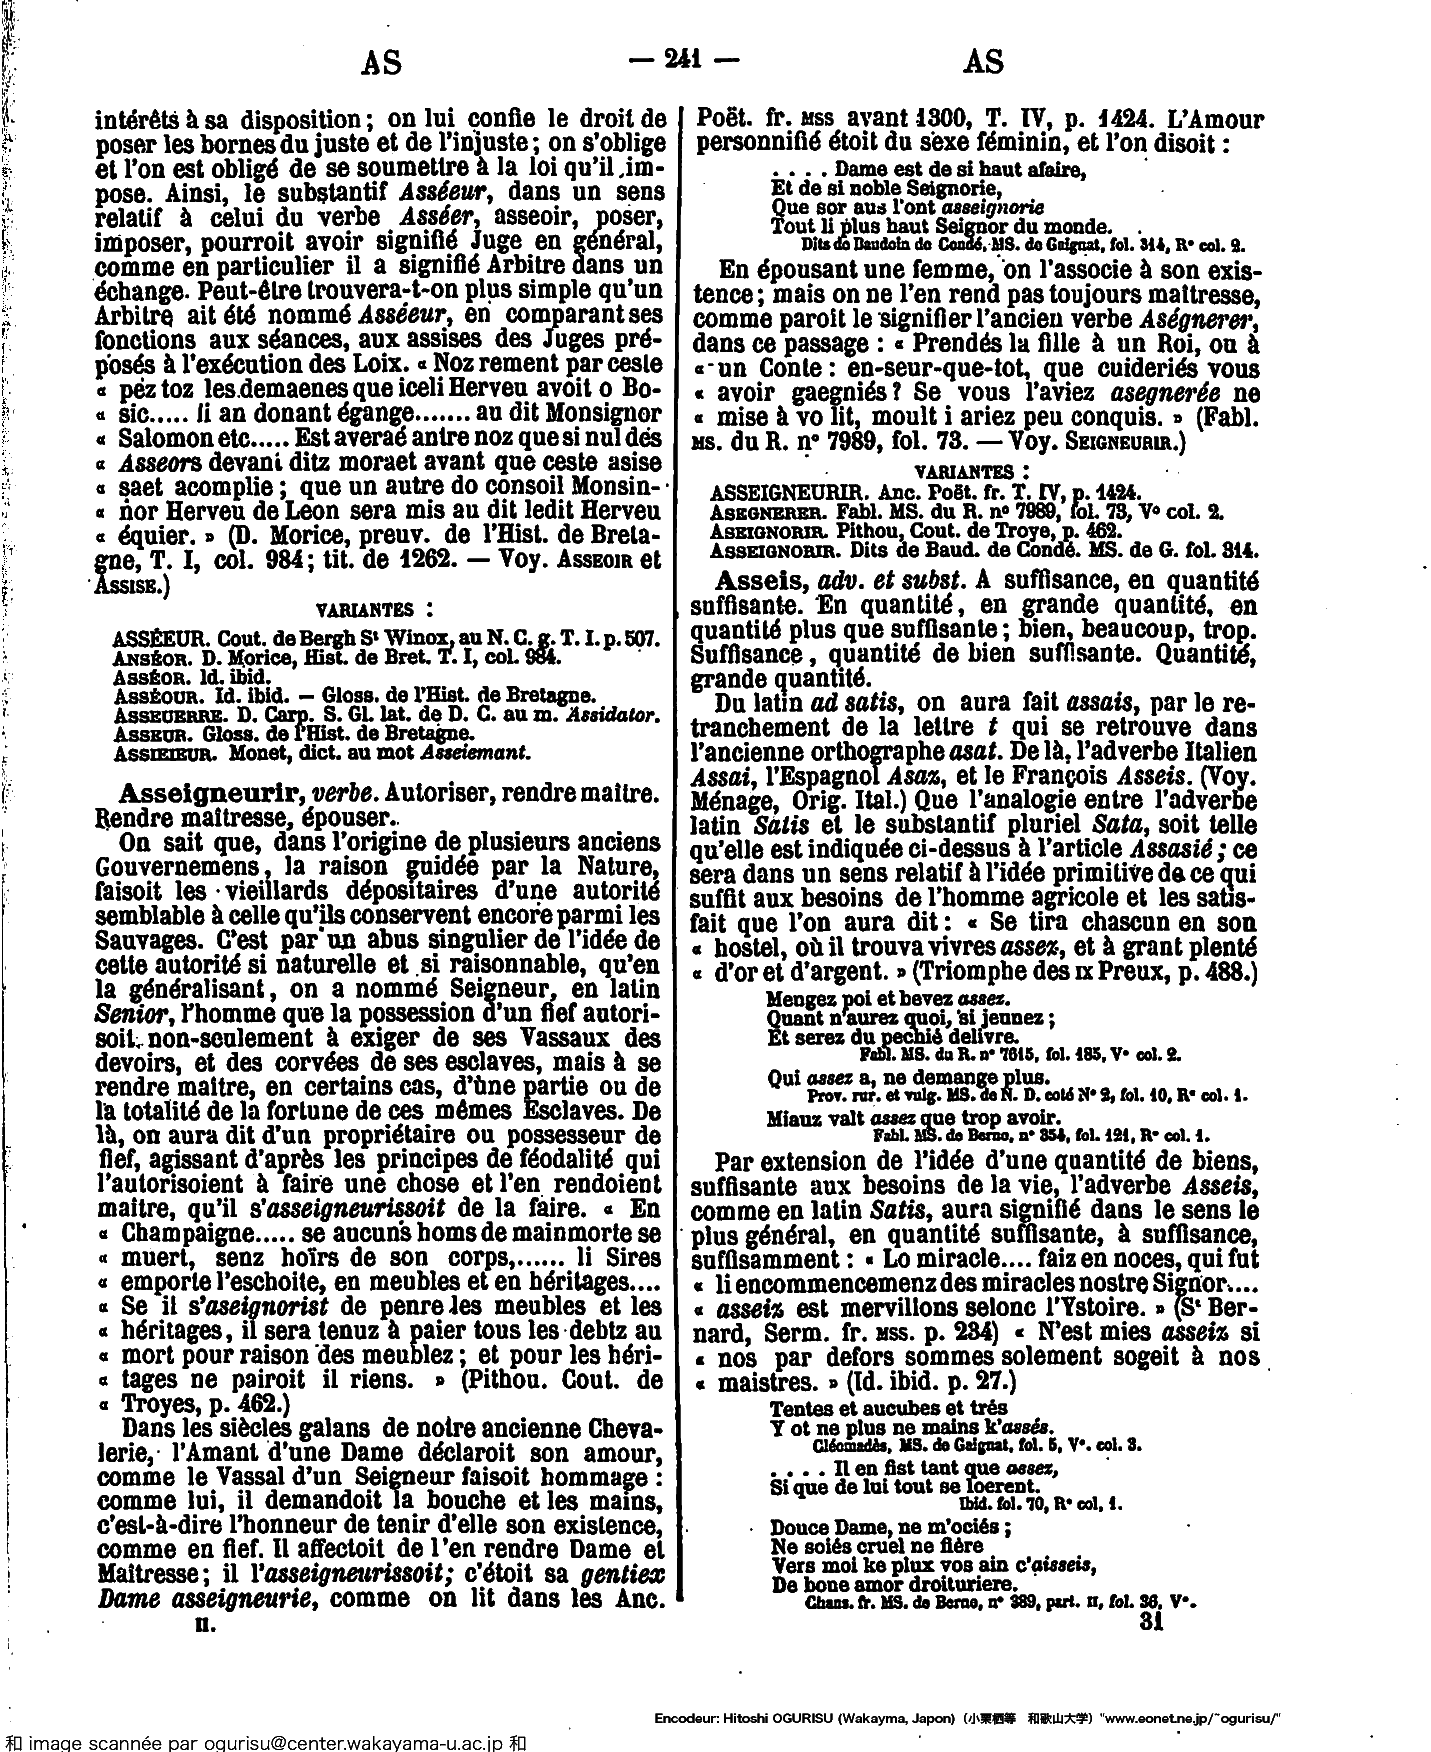 AS
— 241 —
AS
intérêts à sa disposition ; on lui confie le droit de
poser les bornes du juste et de l'injuste ; on s'oblige
et l'on est obligé de se soumettre à la loi qu'il im-
pose. Ainsi, le substantif Asséeur, dans un sens
relatif à celui du verbe Asséer, asseoir, poser,
imposer, pourroit avoir signifié Juge en général,
comme en particulier il a signifié Arbitre dans un
échange. Peut-être trouvera-t-on plus simple qu'un
Arbitre ait été nommé Asséeur, en comparant ses
fonctions aux séances, aux assises des Juges pré-
posés à l'exécution des Loix. « Noz rement par ceste
« pez toz les demaenes que iceli Herveu avoit o Bo-
« sic..... li an donant égange....... au dit Monsignor
« Salomon etc..... Est averaé antre noz que si nul des
« Asseors devani ditz moraet avant que ceste asise
« saet acomplie ; que un autre do consoil Monsin-
« nor Herveu de Leon sera mis au dit ledit Herveu
« équier. » (D. Morice, preuv. de l'Hist. de Breta-
gne, T. I, col. 984 ; tit. de 1262. — Voy. ASSEOIR et
ASSISE.)
VARIANTES :
ASSÉEUR. Cout. de Bergh St Winox, au N. C. g. T. I. p. 507.
ANSÉOR. D. Morice, Hist. de Bret. T. I, col. 984.
ASSÉOR. Id. ibid.
ASSÉOUR. Id. ibid. — Gloss. de l'Hist. de Bretagne.
ASSEUERRE. D. Carp. S. Gl. lat. de D. C. au m. Assidator.
ASSEUR. Gloss. de l'Hist. de Bretagne.
ASSIEIEUR. Monet, dict. au mot Asseiemant.
Asseigneurir, verbe. Autoriser, rendre maître.
Rendre maîtresse, épouser.
On sait que, dans l'origine de plusieurs anciens
Gouvernemens, la raison guidée par la Nature,
faisoit les vieillards dépositaires d'une autorité
semblable à celle qu'ils conservent encore parmi les
Sauvages. C'est par un abus singulier de l'idée de
cette autorité si naturelle et si raisonnable, qu'en
la généralisant, on a nommé Seigneur, en latin
Senior, l'homme que la possession d'un fief autori-
soit non-seulement à exiger de ses Vassaux des
devoirs, et des corvées de ses esclaves, mais à se
rendre maître, en certains cas, d'une partie ou de
la totalité de la fortune de ces mêmes Esclaves. De
là, on aura dit d'un propriétaire ou possesseur de
fief, agissant d'après les principes de féodalité qui
l'autorisoient à faire une chose et l'en rendoient
maître, qu'il s'asseigneurissoit de la faire. « En
« Champaigne..... se aucuns homs de mainmorte se
« muert, senz hoirs de son corps,...... li Sires
« emporte l'eschoite, en meubles et en héritages....
« Se il s'aseignorist de penre les meubles et les
« héritages, il sera tenuz à paier tous les debtz au
« mort pour raison des meublez ; et pour les héri-
« tages ne pairoit il riens. » (Pithou. Cout. de
« Troyes, p. 462.)
Dans les siècles galans de notre ancienne Cheva-
lerie, l'Amant d'une Dame déclaroit son amour,
comme le Vassal d'un Seigneur faisoit hommage :
comme lui, il demandoit la bouche et les mains,
c'est-à-dire l'honneur de tenir d'elle son existence,
comme en fief. Il affectoit de l'en rendre Dame et
Maîtresse ; il l'asseigneurissoit; c'étoit sa gentiex
Dame asseigneurie, comme on lit dans les Anc.
II.
Poët. fr. MSS avant 1300, T. IV, p. 1424. L'Amour
personnifié étoit du sexe féminin, et l'on disoit :
. . . . Dame est de si haut afaire,
Et de si noble Seignorie,
Que sor aus l'ont asseignorie
Tout li plus haut Seignor du monde.
Dits de Baudoin de Condé, MS. de Gaignat, fol. 314, R° col. 2.
En épousant une femme, on l'associe à son exis-
tence ; mais on ne l'en rend pas toujours maîtresse,
comme paroit le signifier l'ancien verbe Aségnerer,
dans ce passage : « Prendés la fille à un Roi, ou à
« un Conte : en-seur-que-tot, que cuideriés vous
« avoir gaegniés ? Se vous l'aviez asegnerée ne
« mise à vo lit, moult i ariez peu conquis. » (Fabl.
MS. du R. n° 7989, fol. 73. — Voy. SEIGNEURIR.)
VARIANTES :
ASSEIGNEURIR. Anc. Poët. fr. T. IV, p. 1424.
ASEGNERER. Fabl. MS. du R. n° 7989, fol. 73, V° col. 2.
ASEIGNORIR. Pithou, Cout. de Troye, p. 462.
ASSEIGNORIR. Dits de Baud. de Condé. MS. de G. fol. 314.
Asseis, adv. et subst. A suffisance, en quantité
suffisante. En quantité, en grande quantité, en
quantité plus que suffisante ; bien, beaucoup, trop.
Suffisance, quantité de bien suffisante. Quantité,
grande quantité.
Du latin ad satis, on aura fait assais, par le re-
tranchement de la lettre t qui se retrouve dans
l'ancienne orthographe asat. De là, l'adverbe Italien
Assai, l'Espagnol Asaz, et le François Asseis. (Voy.
Ménage, Orig. Ital.) Que l'analogie entre l'adverbe
latin Satis et le substantif pluriel Sata, soit telle
qu'elle est indiquée ci-dessus à l'article Assasié ; ce
sera dans un sens relatif à l'idée primitive de ce qui
suffit aux besoins de l'homme agricole et les satis-
fait que l'on aura dit : « Se tira chascun en son
« hostel, où il trouva vivres assez, et à grant plenté
« d'or et d'argent. » (Triomphe des IX Preux, p. 488.)
Mengez poi et bevez assez.
Quant n'aurez quoi, si jeunez ;
Et serez du pechié delivre.
Fabl. MS. du R. n° 7615, fol. 185, V° col. 2.
Qui assez a, ne demange plus.
Prov. rur. et vulg. MS. de N. D. coté N° 2, fol. 10, R° col. 1.
Miauz valt assez que trop avoir.
Fabl. MS. de Berne, n° 354, fol. 121, R° col. 1.
Par extension de l'idée d'une quantité de biens,
suffisante aux besoins de la vie, l'adverbe Asseis,
comme en latin Satis, aura signifié dans le sens le
plus général, en quantité suffisante, à suffisance,
suffisamment : « Lo miracle.... faiz en noces, qui fut
« li encommencemenz des miracles nostre Signor....
« asseiz est mervillons selonc l'Ystoire. » (St Ber-
nard, Serm. fr. MSS. p. 234) « N'est mies asseiz si
« nos par defors sommes solement sogeit à nos
« maistres. » (Id. ibid. p. 27.)
Tentes et aucubes et trés
Y ot ne plus ne mains k'assés.
Cléomadès, MS. de Gaignat, fol. 5, V°. col. 3.
. . . . Il en fist tant que assez,
Si que de lui tout se loerent.
Ibid. fol. 70, R° col, 1.
Douce Dame, ne m'ociés ;
Ne soiés cruel ne fière
Vers moi ke plux vos ain c'aisseis,
De bone amor droituriere.
Chans. fr. MS. de Berne, n° 389, part. II, fol. 36, V°.
31
Encodeur: Hitoshi OGURISU (Wakayma, Japon)（小栗栖等　和歌山大学）"www.eonet.ne.jp/~ogurisu/"
和 image scannée par ogurisu@center.wakayama-u.ac.jp 和